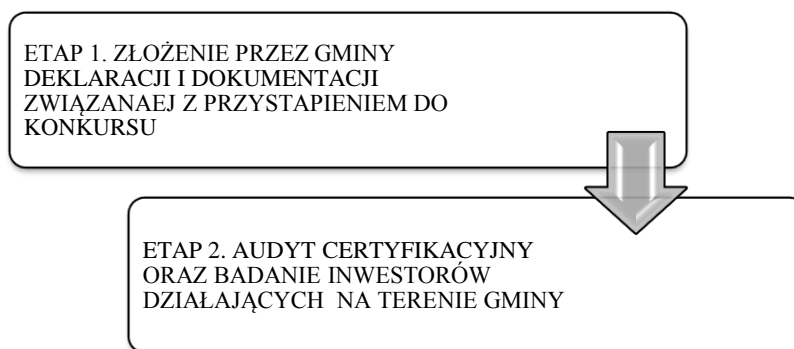 ETAP 1. ZŁOŻENIE PRZEZ GMINY
DEKLARACJI I DOKUMENTACJI
ZWIĄZANAEJ Z PRZYSTAPIENIEM DO
KONKURSU
ETAP 2. AUDYT CERTYFIKACYJNY
ORAZ BADANIE INWESTORÓW
DZIAŁAJĄCYCH NA TERENIE GMINY